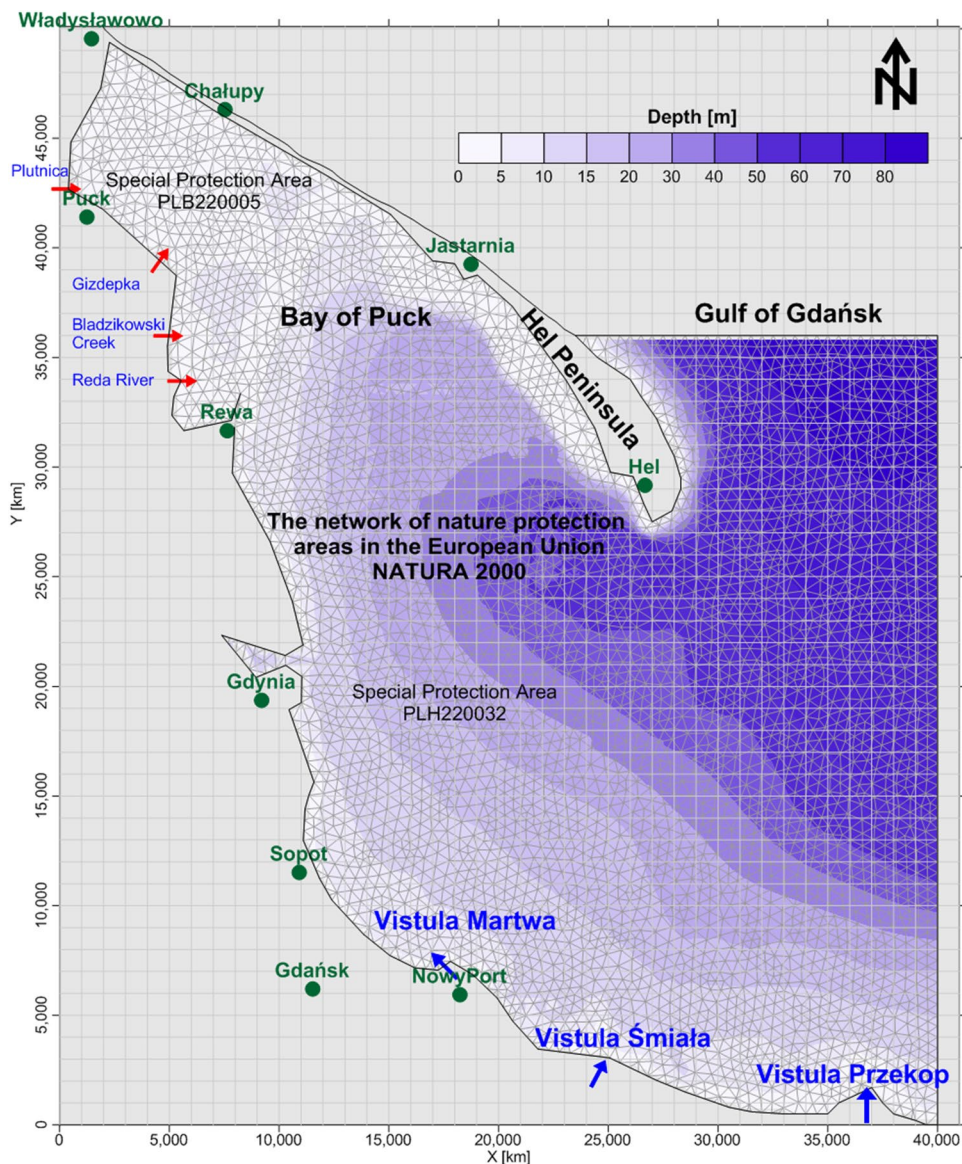 Władysławowo
N
Chałupy
Depth [m]
0 5 10 15 20 30 40 50 60 70 80
Plutnica
Special Protection Area
PLB220005
Puck
Jastarnia
Gizdepka
Bay of Puck
Gulf of Gdańsk
Hel Peninsula
Bladzikowski
Creek
Reda River
Rewa
Hel
The network of nature protection
areas in the European Union
NATURA 2000
Gdynia
Special Protection Area
PLH220032
Sopot
Vistula Martwa
Gdańsk
NowyPort
Vistula Śmiała
Vistula Przekop
45,000
40,000
35,000
30,000
25,000
20,000
15,000
10,000
5,000
0
Y [km]
0 5,000 10,000 15,000 20,000 25,000 30,000 35,000 40,000
X [km]